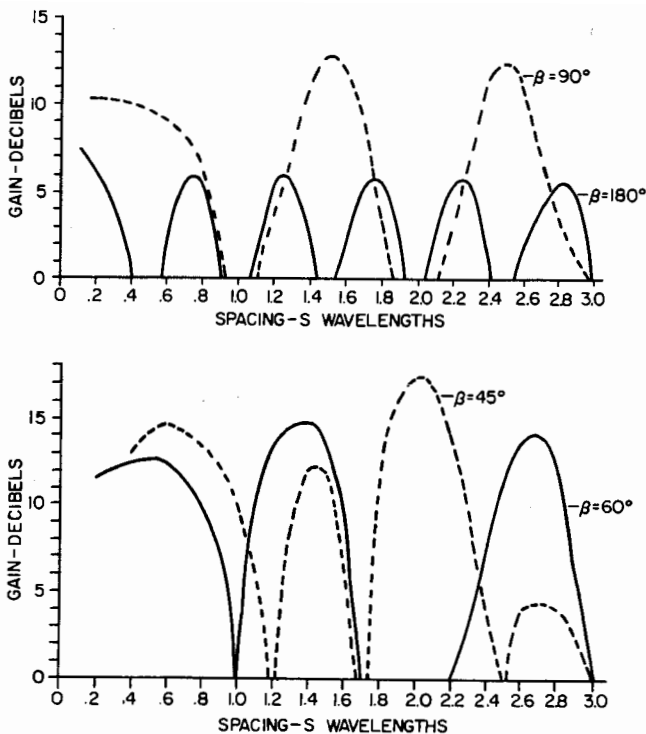 15
10
5
0
GAIN-DECIBELS
β=90°
β=180°
0 .2 .4 .6 .8 1.0 1.2 1.4 1.6 1.8 2.0 2.2 2.4 2.6 2.8 3.0
SPACING-S WAVELENGTHS
15
10
5
0
GAIN-DECIBELS
β=45°
β=60°
0 .2 .4 .6 .8 1.0 1.2 1.4 1.6 1.8 2.0 2.2 2.4 2.6 2.8 3.0
SPACING-S WAVELENGTHS